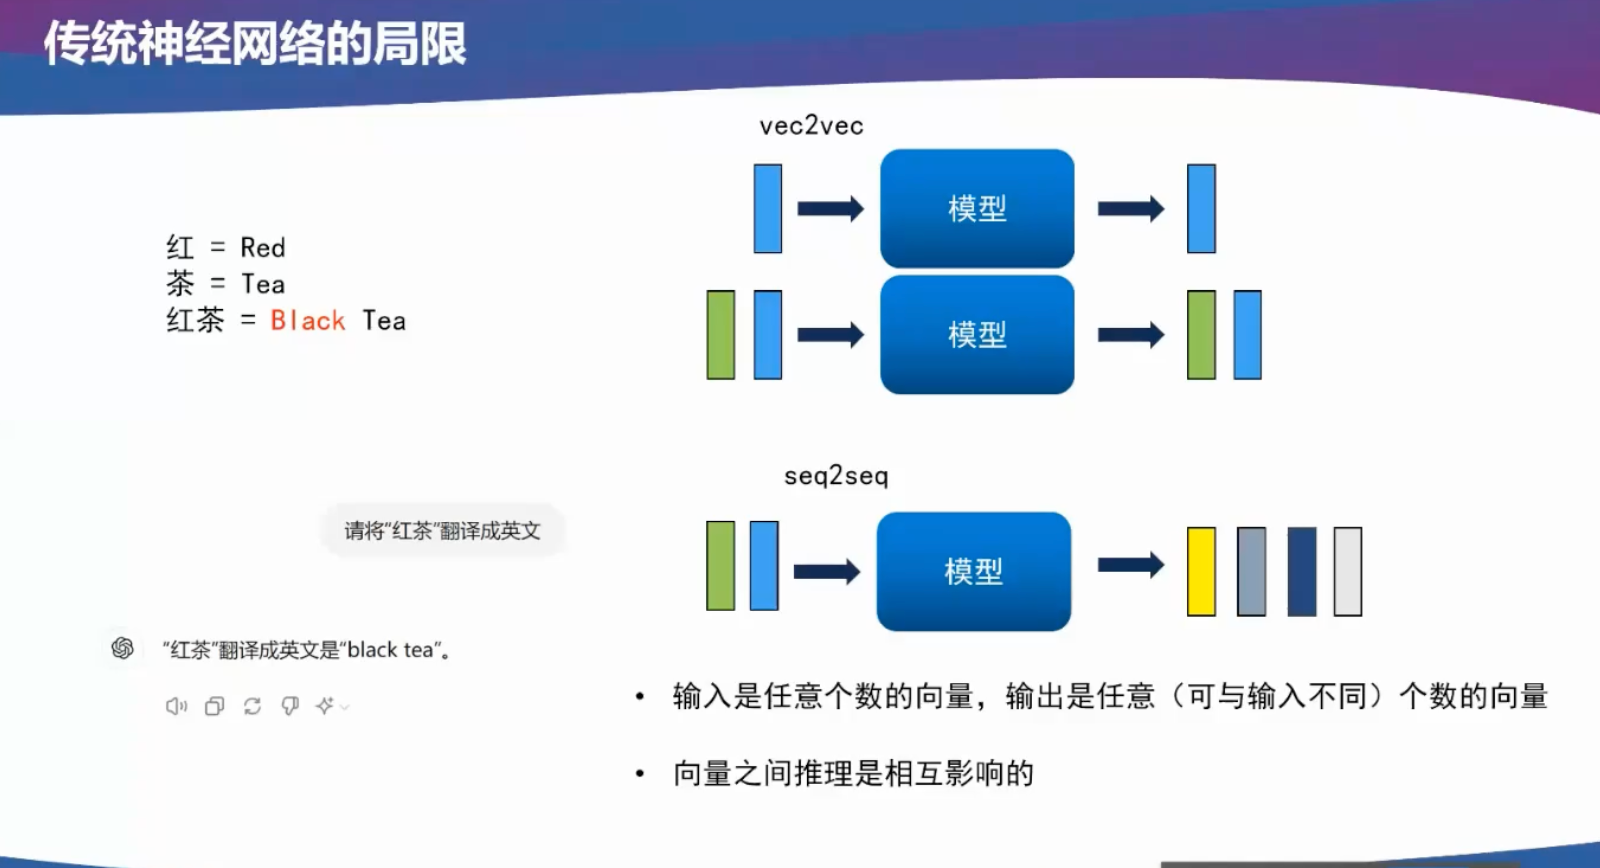 传统神经网络的局限
vec2vec
模型
红 = Red
茶 = Tea
红茶 = Black Tea
模型
seq2seq
请将“红茶”翻译成英文
模型
“红茶”翻译成英文是“black tea”。
• 输入是任意个数的向量，输出是任意（可与输入不同）个数的向量
• 向量之间推理是相互影响的